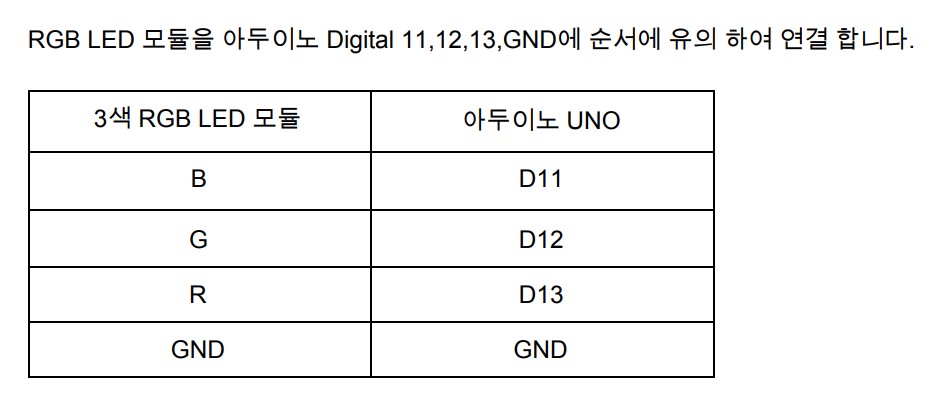 RGB LED 모듈을 아두이노 Digital 11,12,13,GND에 순서에 유의 하여 연결 합니다.
3색 RGB LED 모듈 아두이노 UNO
B D11
G D12
R D13
GND GND